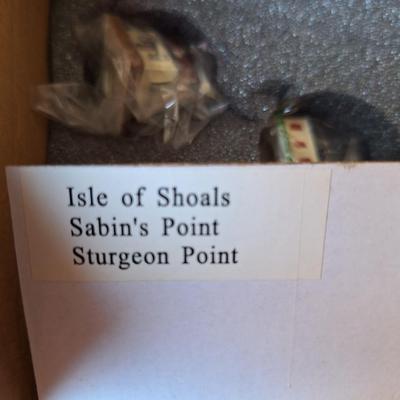 Isle of Shoals
Sabin's Point
Sturgeon Point